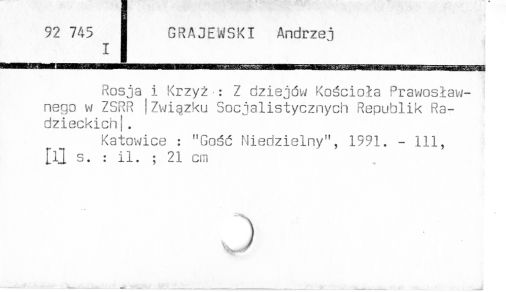 92 745
I
GRAJEWSKI Andrzej
Rosja i Krzyż : Z dziejów Kościoła Prawosław-
nego w ZSRR |Związku Socjalistycznych Republik Ra-
dzieckich|.
Katowice : "Gość Niedzielny", 1991. - 111,
[1] s. : il. ; 21 cm